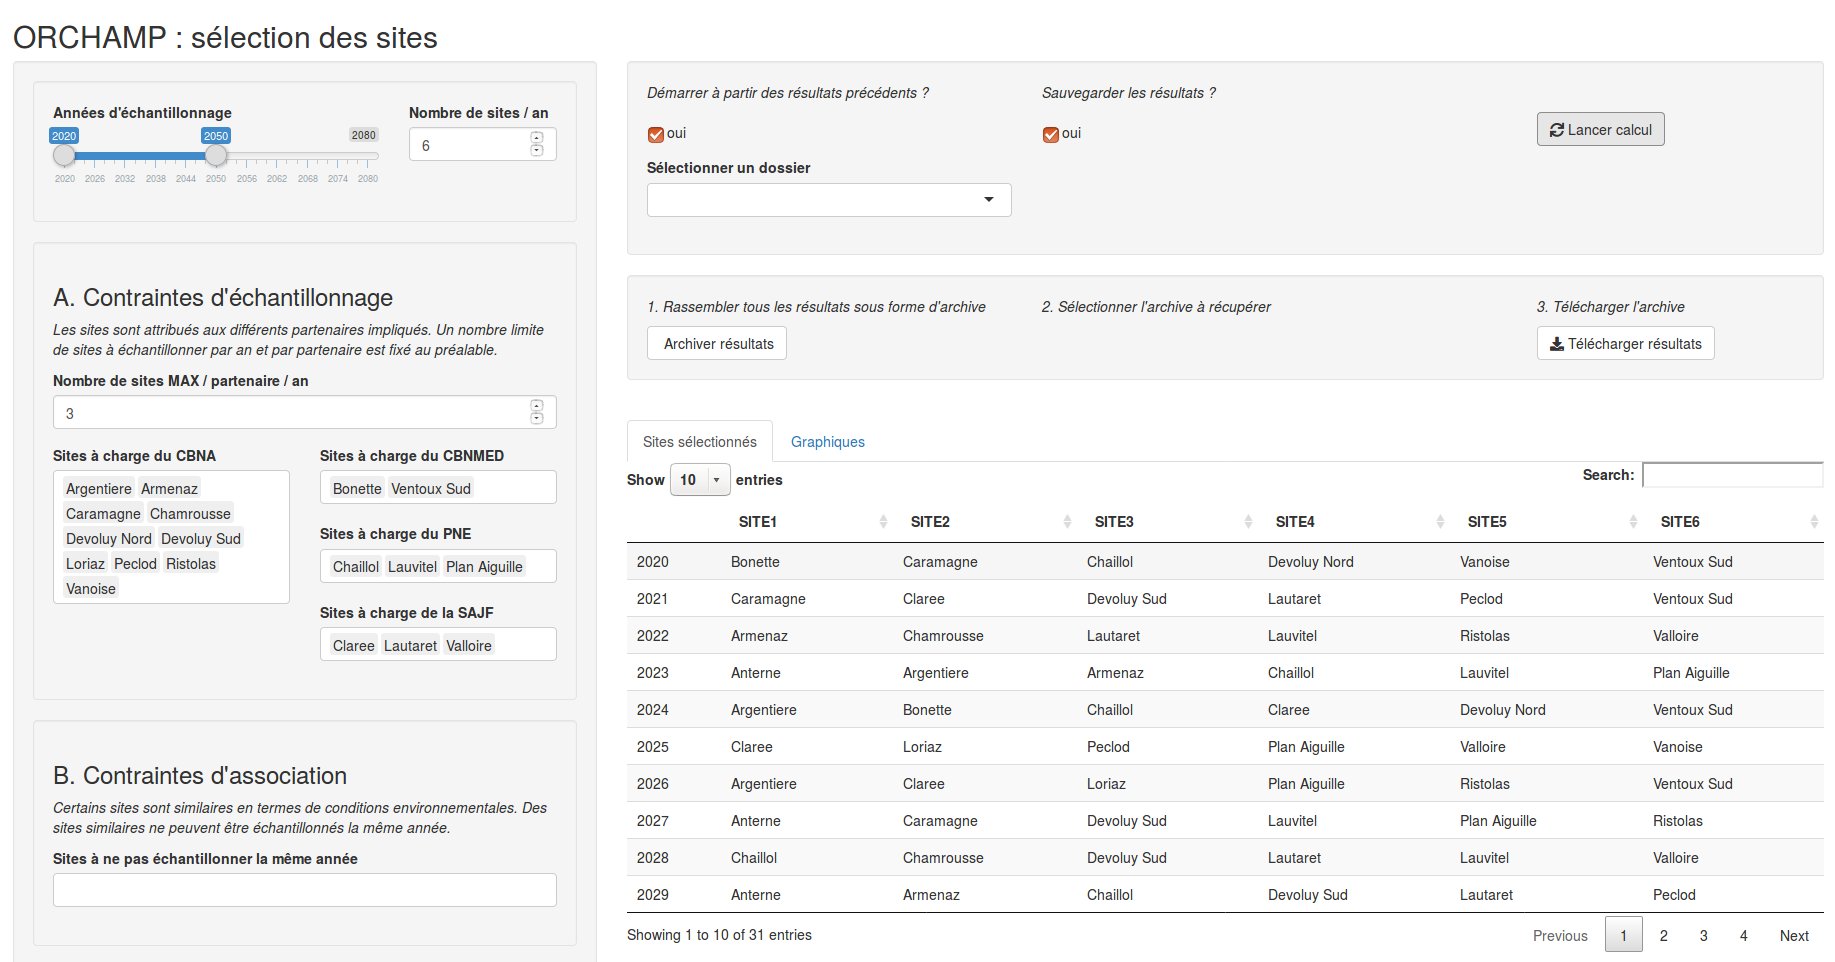 ORCHAMP : sélection des sites
Années d'échantillonnage
Nombre de sites / an
2020 2050 2080
6
2020 2026 2032 2038 2044 2050 2056 2062 2068 2074 2080
A. Contraintes d'échantillonnage
Les sites sont attribués aux différents partenaires impliqués. Un nombre limite
de sites à échantillonner par an et par partenaire est fixé au préalable.
Nombre de sites MAX / partenaire / an
3
Sites à charge du CBNA
Argentiere Armenaz
Caramagne Chamrousse
Devoluy Nord Devoluy Sud
Loriaz Peclod Ristolas
Vanoise
Sites à charge du CBNMED
Bonette Ventoux Sud
Sites à charge du PNE
Chaillol Lauvitel Plan Aiguille
Sites à charge de la SAJF
Claree Lautaret Valloire
B. Contraintes d'association
Certains sites sont similaires en termes de conditions environnementales. Des
sites similaires ne peuvent être échantillonnés la même année.
Sites à ne pas échantillonner la même année
Démarrer à partir des résultats précédents ?
oui
Sélectionner un dossier
Sauvegarder les résultats ?
oui
Lancer calcul
1. Rassembler tous les résultats sous forme d'archive
Archiver résultats
2. Sélectionner l'archive à récupérer
3. Télécharger l'archive
Télécharger résultats
Sites sélectionnés Graphiques
Show 10 entries
Search:
SITE1 SITE2 SITE3 SITE4 SITE5 SITE6
2020 Bonette Caramagne Chaillol Devoluy Nord Vanoise Ventoux Sud
2021 Caramagne Claree Devoluy Sud Lautaret Peclod Ventoux Sud
2022 Armenaz Chamrousse Lautaret Lauvitel Ristolas Valloire
2023 Anterne Argentiere Armenaz Chaillol Lauvitel Plan Aiguille
2024 Argentiere Bonette Chaillol Claree Devoluy Nord Ventoux Sud
2025 Claree Loriaz Peclod Plan Aiguille Valloire Vanoise
2026 Argentiere Claree Loriaz Plan Aiguille Ristolas Ventoux Sud
2027 Anterne Caramagne Devoluy Sud Lauvitel Plan Aiguille Ristolas
2028 Chaillol Chamrousse Devoluy Sud Lautaret Lauvitel Valloire
2029 Anterne Armenaz Chaillol Devoluy Sud Lautaret Peclod
Showing 1 to 10 of 31 entries
Previous 1 2 3 4 Next